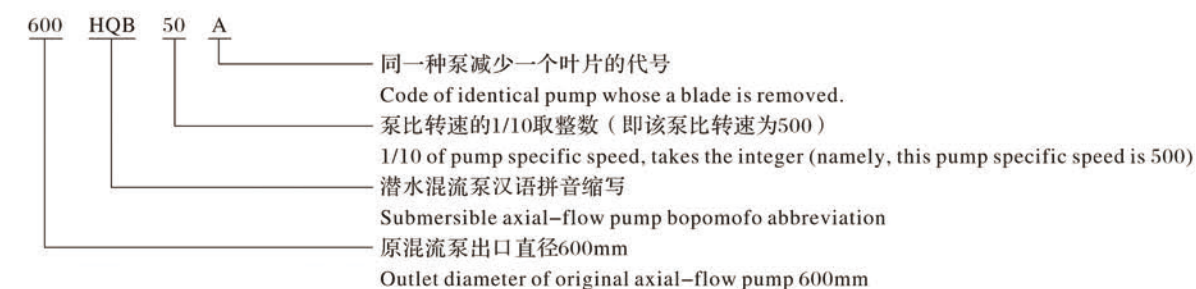 600 HQB 50 A
同一种泵减少一个叶片的代号
Code of identical pump whose a blade is removed.
泵比转速的1/10取整数（即该泵比转速为500）
1/10 of pump specific speed, takes the integer (namely, this pump specific speed is 500)
潜水混流泵汉语拼音缩写
Submersible axial-flow pump bopomofo abbreviation
原混流泵出口直径600mm
Outlet diameter of original axial-flow pump 600mm